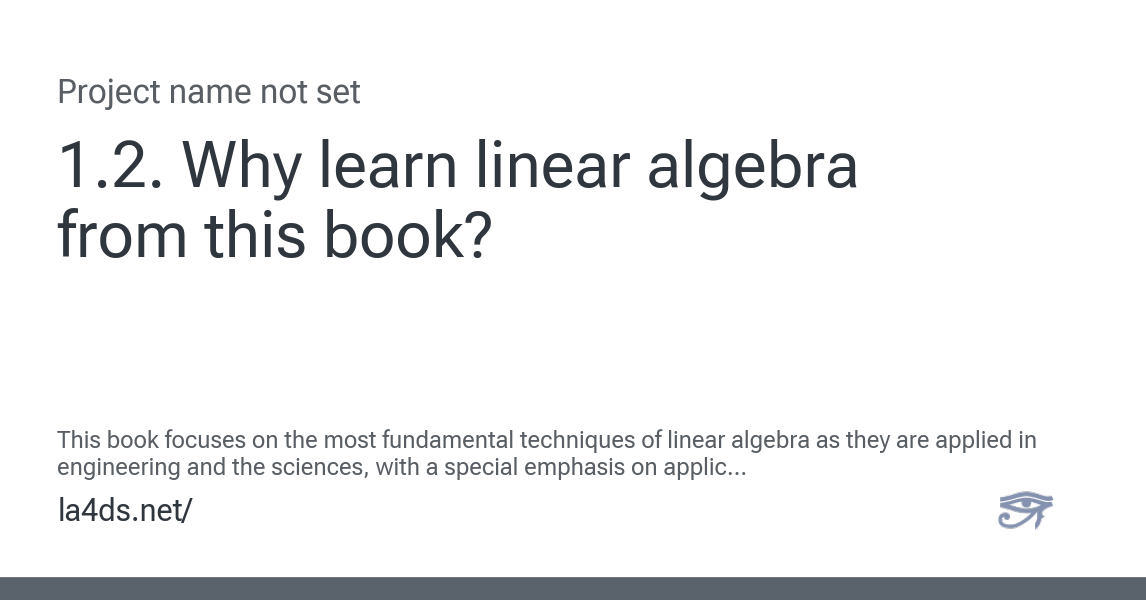 Project name not set
1.2. Why learn linear algebra
from this book?
This book focuses on the most fundamental techniques of linear algebra as they are applied in
engineering and the sciences, with a special emphasis on applic...
la4ds.net/